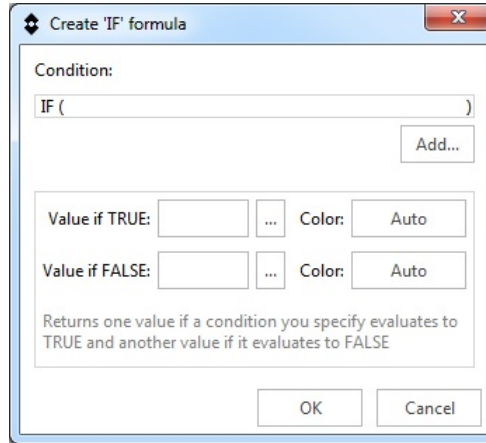 Create 'IF' formula
Condition:
IF ( )
Add...
Value if TRUE: ... Color: Auto
Value if FALSE: ... Color: Auto
Returns one value if a condition you specify evaluates to
TRUE and another value if it evaluates to FALSE
OK Cancel